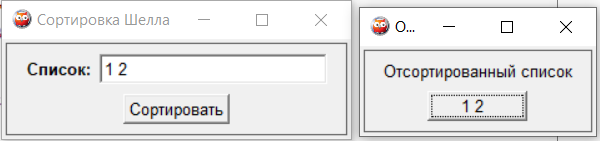 Сортировка Шелла
Список: 1 2
Сортировать
О...
Отсортированный список
1 2